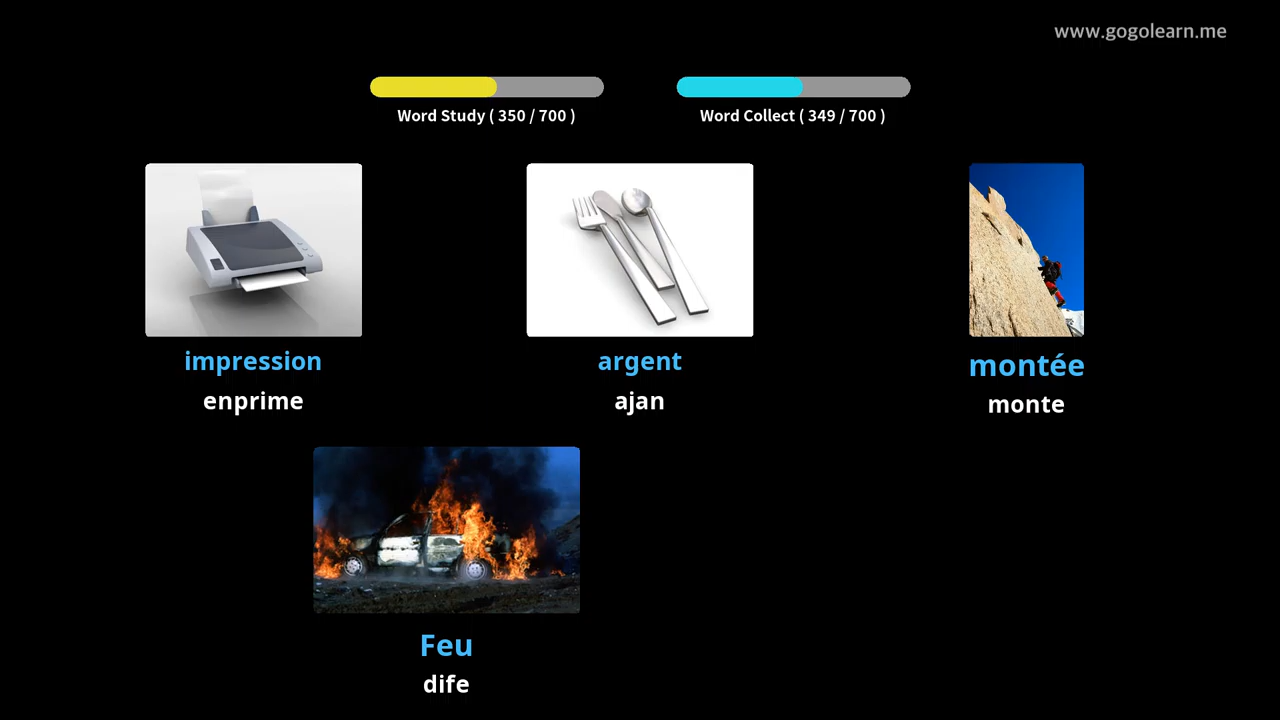 www.gogolearn.me
Word Study ( 350 / 700 )
Word Collect ( 349 / 700 )
impression
enprime
argent
ajan
montée
monte
Feu
dife